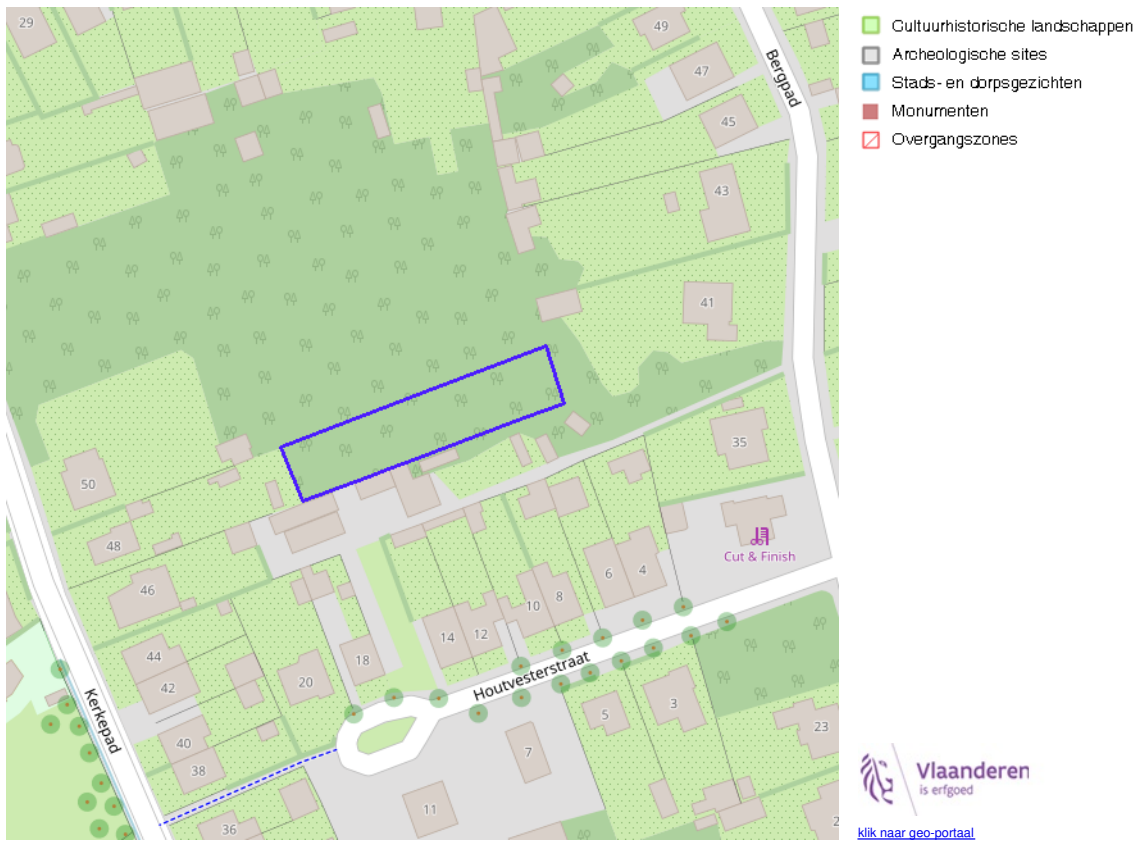 29
49
47
45
43
41
35
Bergpad
50
48
46
44
42
40
38
36
Kerkepad
Cut & Finish
6
4
10
8
14
12
18
20
Houtvesterstraat
5
3
7
11
23
2
Cultuurhistorische landschappen
Archeologische sites
Stads- en dorpsgezichten
Monumenten
Overgangszones
Vlaanderen
is erfgoed
klik naar geo-portaal